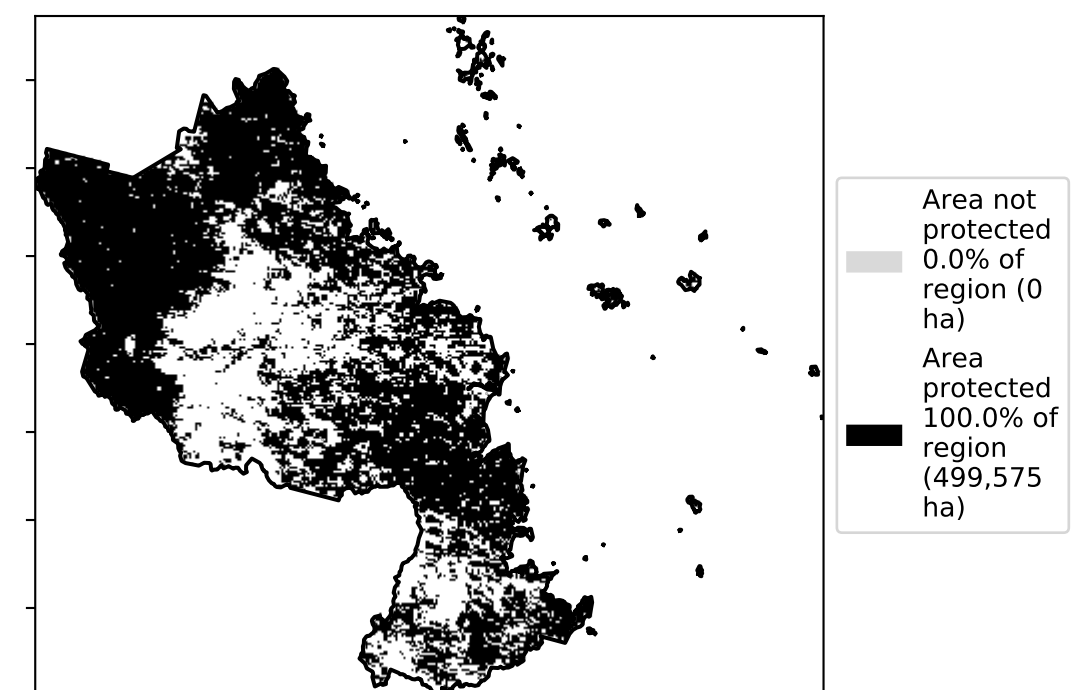 Area not
protected
0.0% of
region (0
ha)
Area
protected
100.0% of
region
(499,575
ha)